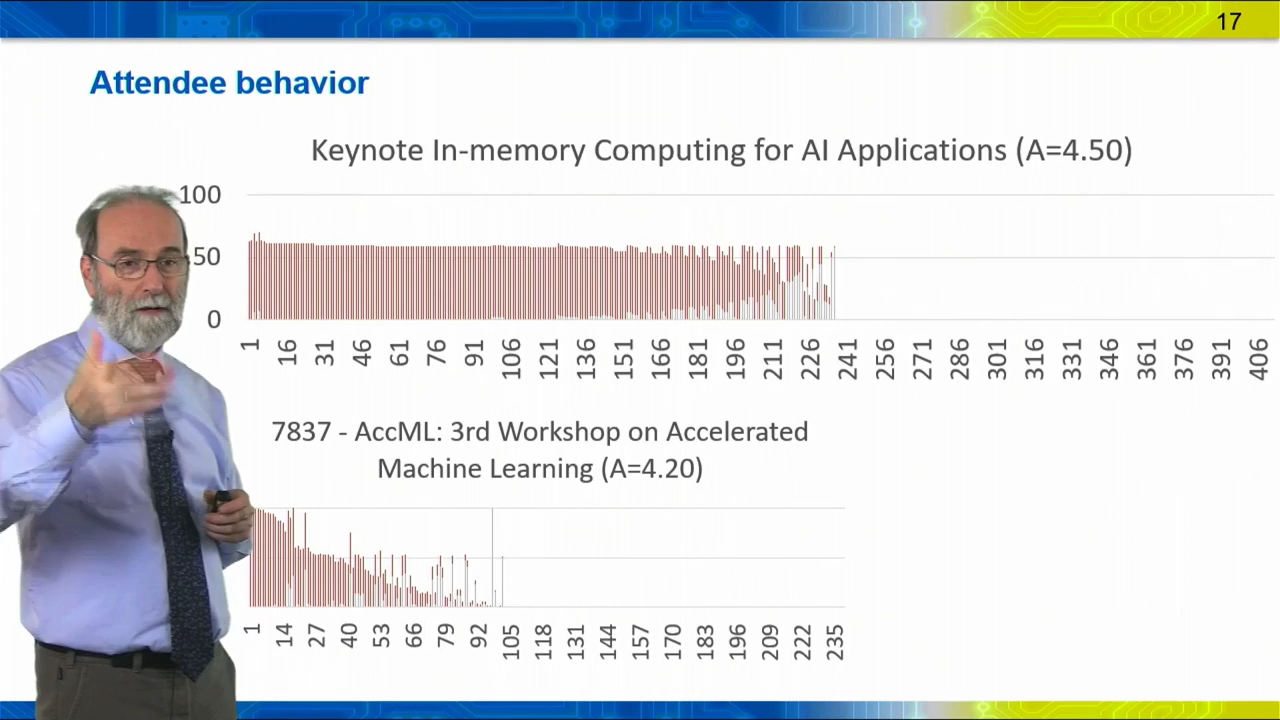 17
Attendee behavior
Keynote In-memory Computing for AI Applications (A=4.50)
100
50
0
1 16 31 46 61 76 91 106 121 136 151 166 181 196 211 226 241 256 271 286 301 316 331 346 361 376 391 406
7837 - AccML: 3rd Workshop on Accelerated
Machine Learning (A=4.20)
1 14 27 40 53 66 79 92 105 118 131 144 157 170 183 196 209 222 235